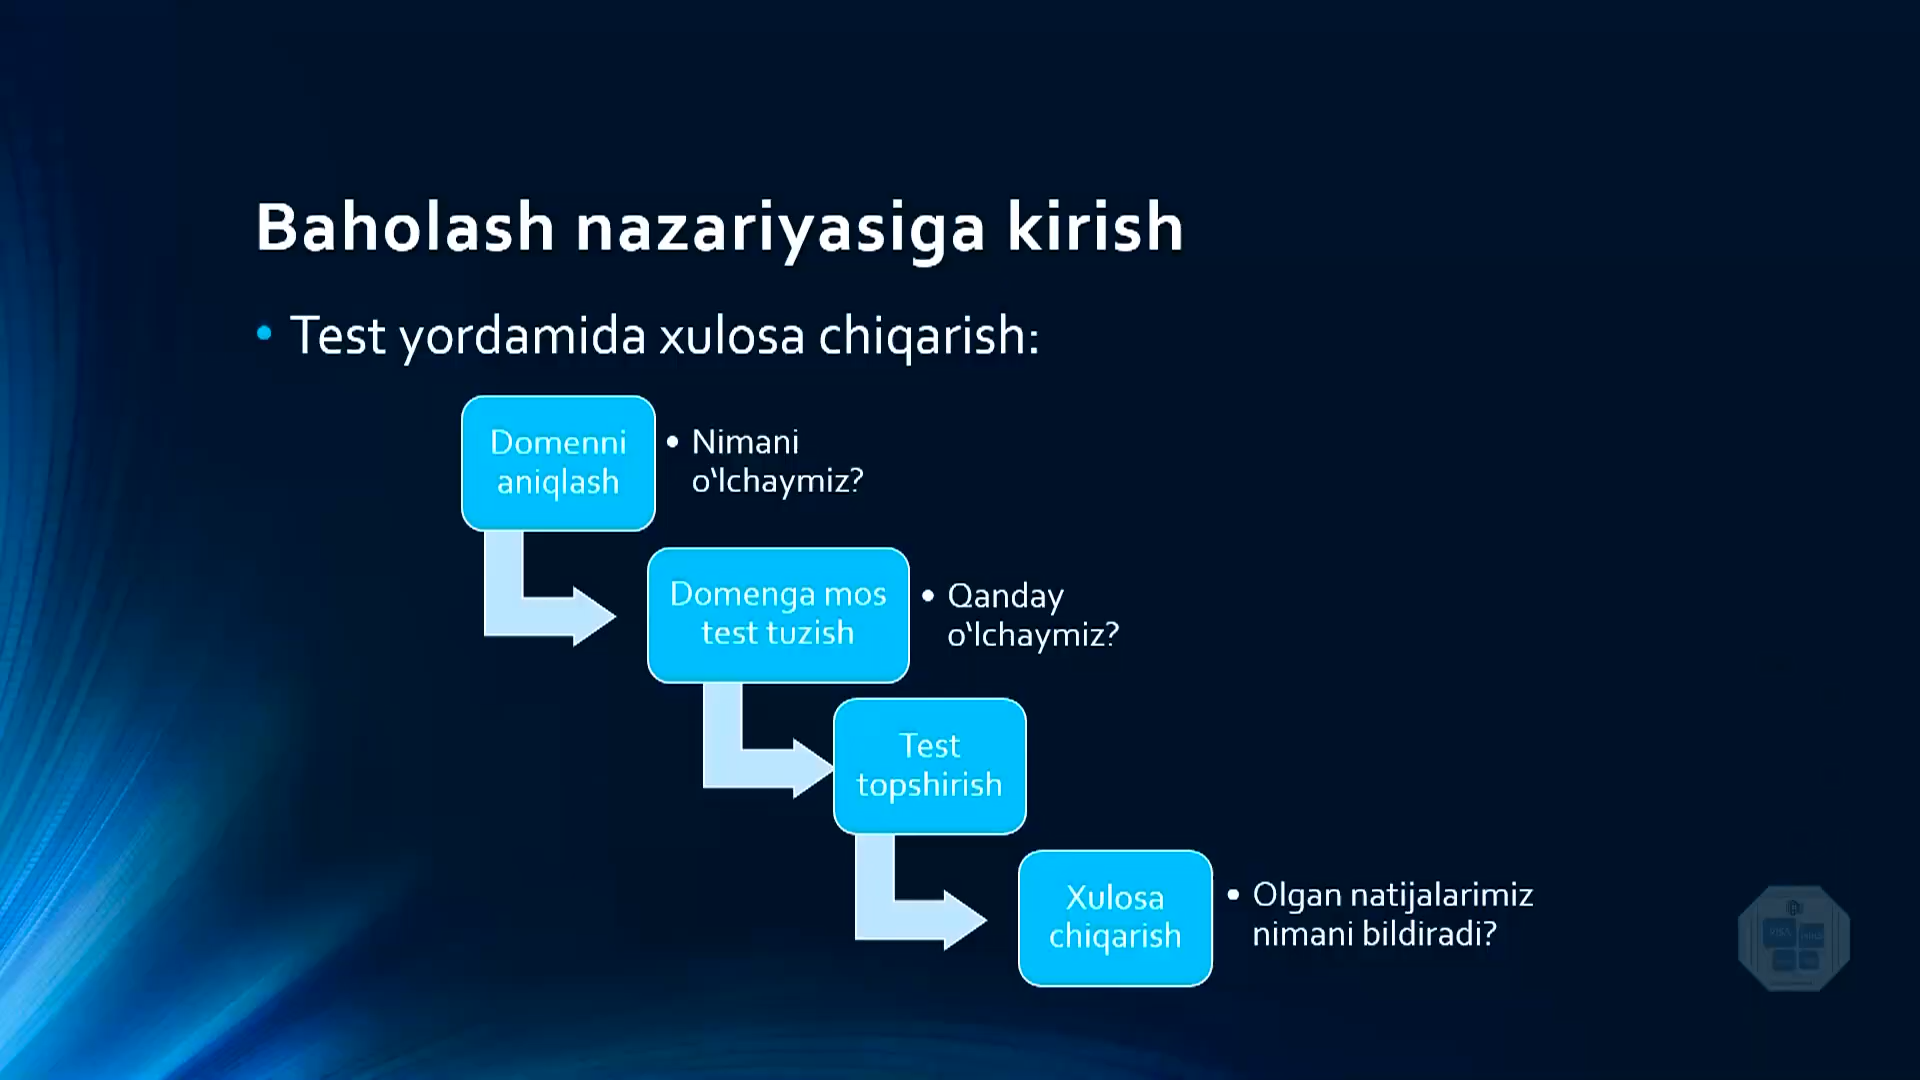 Baholash nazariyasiga kirish
• Test yordamida xulosa chiqarish:
Domenni
aniqlash
• Nimani
o‘lchaymiz?
Domenga mos
test tuzish
• Qanday
o‘lchaymiz?
Test
topshirish
Xulosa
chiqarish
• Olgan natijalarimiz
nimani bildiradi?
VISA